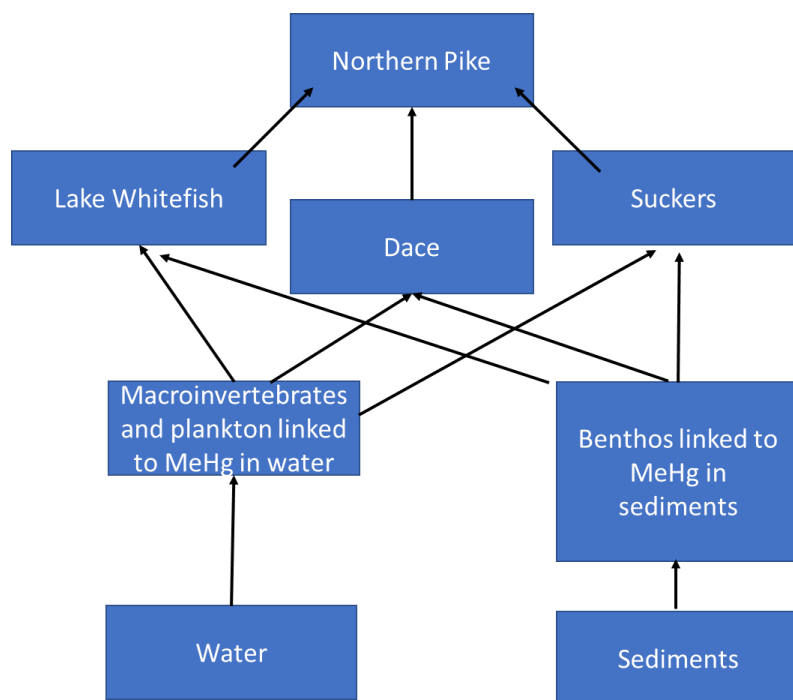 Northern Pike
Lake Whitefish
Suckers
Dace
Macroinvertebrates
and plankton linked
to MeHg in water
Benthos linked to
MeHg in
sediments
Water
Sediments